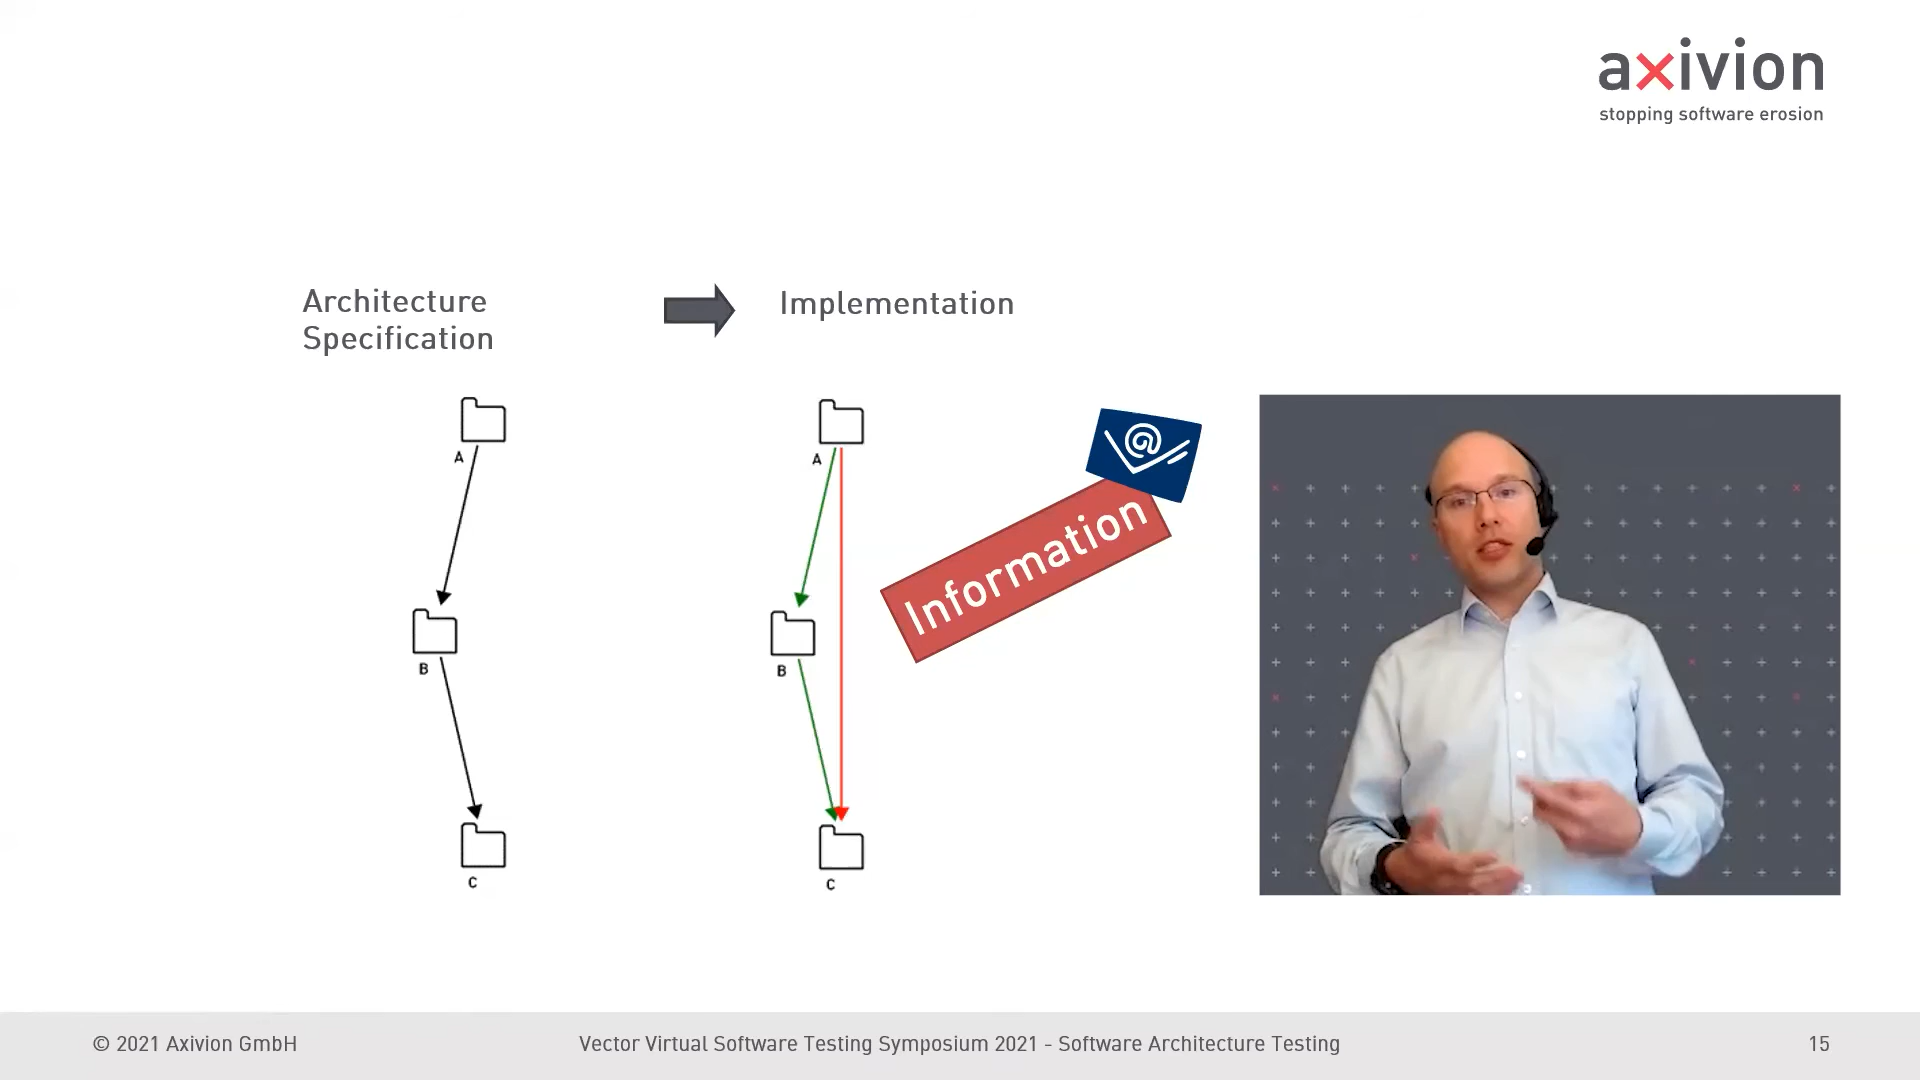 axivion
stopping software erosion
Architecture
Specification
Implementation
A
A
@
Information
B
B
C
C
© 2021 Axivion GmbH
Vector Virtual Software Testing Symposium 2021 - Software Architecture Testing
15